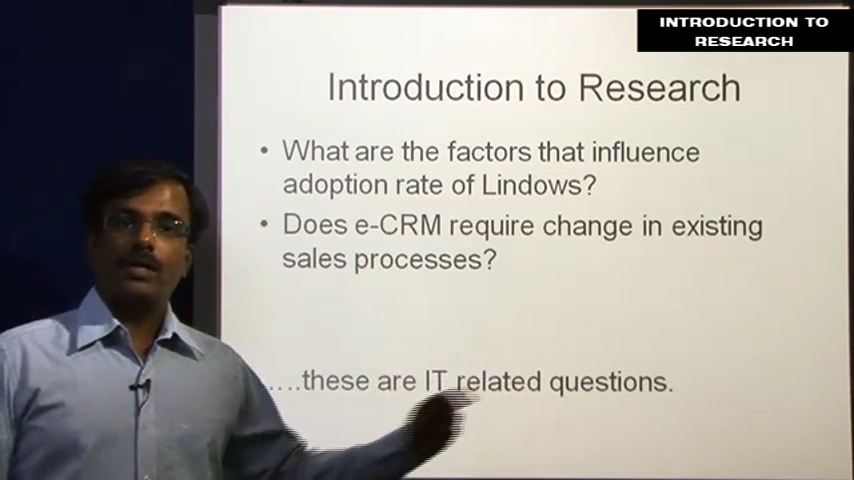 INTRODUCTION TO
RESEARCH
Introduction to Research
• What are the factors that influence
adoption rate of Lindows?
• Does e-CRM require change in existing
sales processes?
....these are IT related questions.